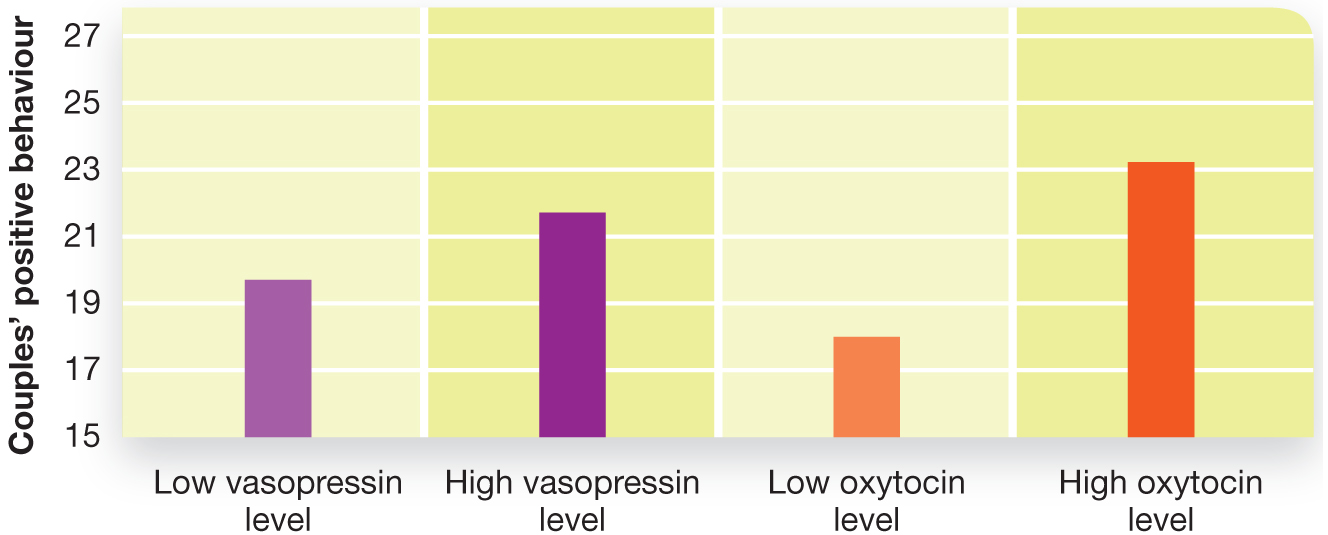 Couples’ positive behaviour
27
25
23
21
19
17
15
Low vasopressin
level
High vasopressin
level
Low oxytocin
level
High oxytocin
level